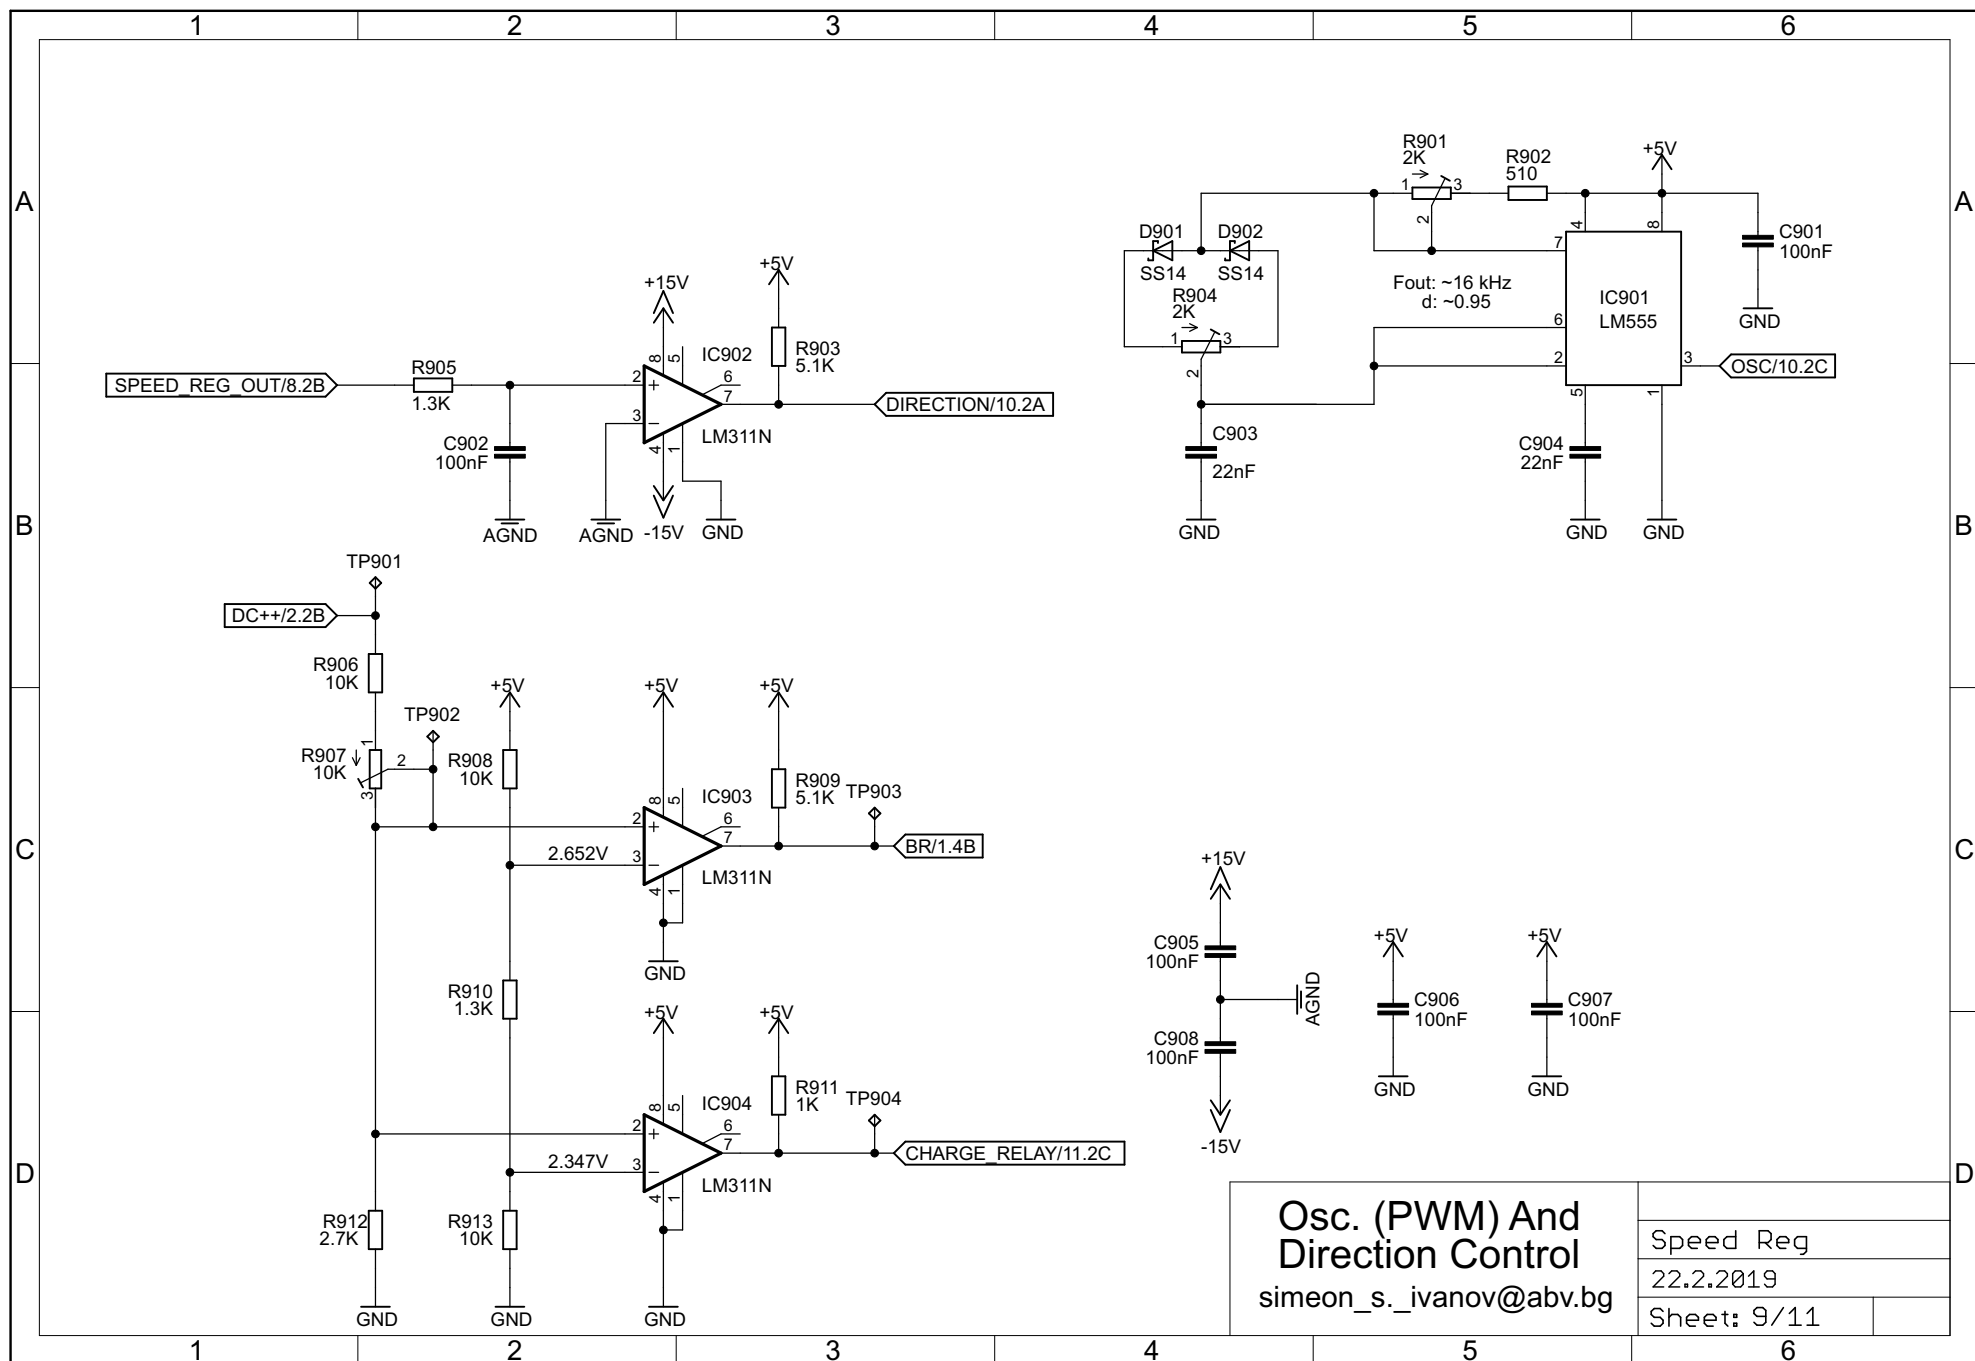 1 2 3 4 5 6
A
A
B
B
C
C
D
D
R901
2K
1
3
2
R902
510
+5V
4
8
7
6
2
3
5
1
IC901
LM555
C901
100nF
GND
D901
SS14
D902
SS14
Fout: ~16 kHz
d: ~0.95
R904
2K
1
3
2
OSC/10.2C
C903
22nF
GND
C904
22nF
GND
GND
SPEED_REG_OUT/8.2B
R905
1.3K
C902
100nF
AGND
AGND
+15V
8
5
2
+
3
−
4
1
6
7
IC902
LM311N
-15V
GND
+5V
R903
5.1K
DIRECTION/10.2A
TP901
DC++/2.2B
R906
10K
TP902
R907
10K
1
2
3
+5V
R908
10K
2.652V
+5V
8
5
2
+
3
−
4
1
6
7
IC903
LM311N
GND
+5V
R909
5.1K
TP903
BR/1.4B
R910
1.3K
2.347V
+5V
8
5
2
+
3
−
4
1
6
7
IC904
LM311N
GND
+5V
R911
1K
TP904
CHARGE_RELAY/11.2C
R912
2.7K
GND
R913
10K
GND
+15V
C905
100nF
AGND
C908
100nF
-15V
+5V
C906
100nF
GND
+5V
C907
100nF
GND
Osc. (PWM) And
Direction Control
simeon_s._ivanov@abv.bg
Speed Reg
22.2.2019
Sheet: 9/11
1 2 3 4 5 6